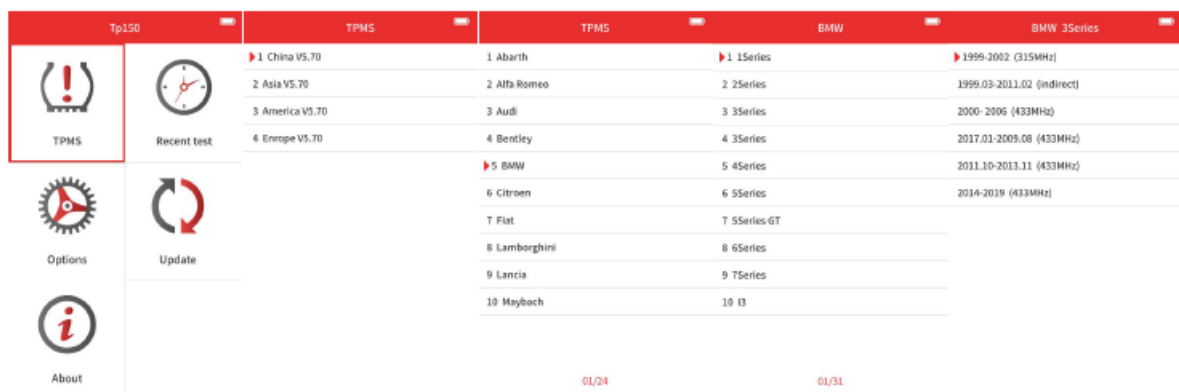 Tp150
TPMS
Recent test
Options
Update
About
TPMS
1 China V5.70
2 Asia V5.70
3 America V5.70
4 Enrope V5.70
TPMS
1 Abarth
2 Alfa Romeo
3 Audi
4 Bentley
5 BMW
6 Citroen
7 Fiat
8 Lamborghini
9 Lancia
10 Maybach
01/24
BMW
1 1Series
2 2Series
3 3Series
4 3Series
5 4Series
6 5Series
7 5Series GT
8 6Series
9 7Series
10 I3
01/31
BMW 3Series
1999-2002 (315MHz)
1999.03-2011.02 (indirect)
2000- 2006 (433MHz)
2017.01-2009.08 (433MHz)
2011.10-2013.11 (433MHz)
2014-2019 (433MHz)